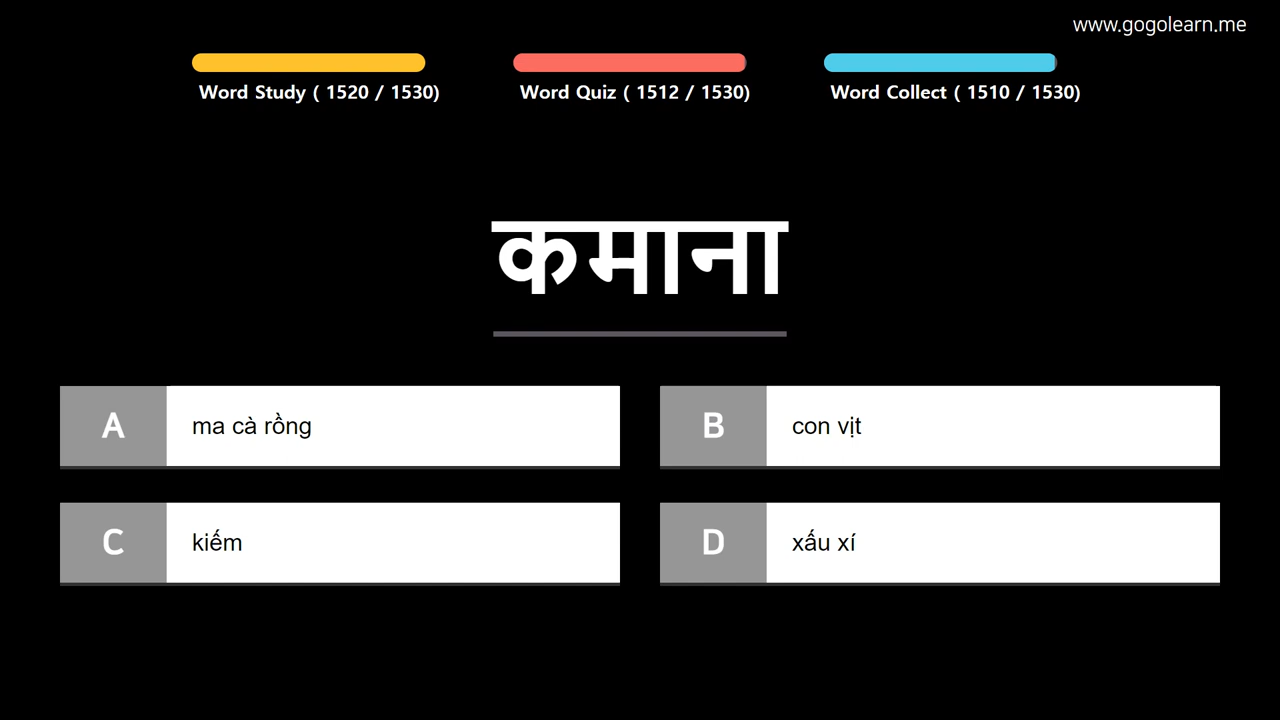 www.gogolearn.me
Word Study ( 1520 / 1530)
Word Quiz ( 1512 / 1530)
Word Collect ( 1510 / 1530)
कमाना
A ma cà rồng
B con vịt
C kiếm
D xấu xí